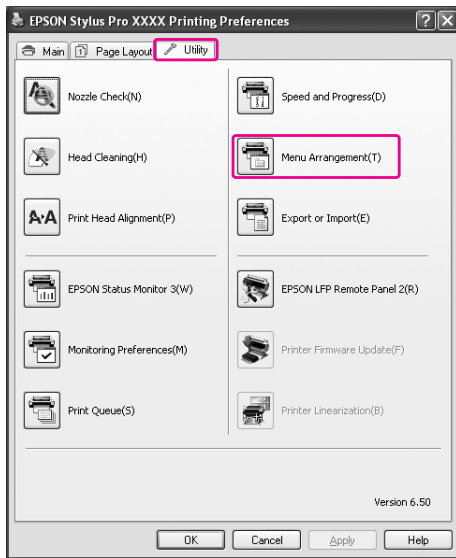 EPSON Stylus Pro XXXX Printing Preferences
Main Page Layout Utility
Nozzle Check(N)
Speed and Progress(D)
Head Cleaning(H)
Menu Arrangement(T)
A›A Print Head Alignment(P)
Export or Import(E)
EPSON Status Monitor 3(W)
EPSON LFP Remote Panel 2(R)
Monitoring Preferences(M)
Printer Firmware Update(F)
Print Queue(S)
Printer Linearization(B)
Version 6.50
OK Cancel Apply Help